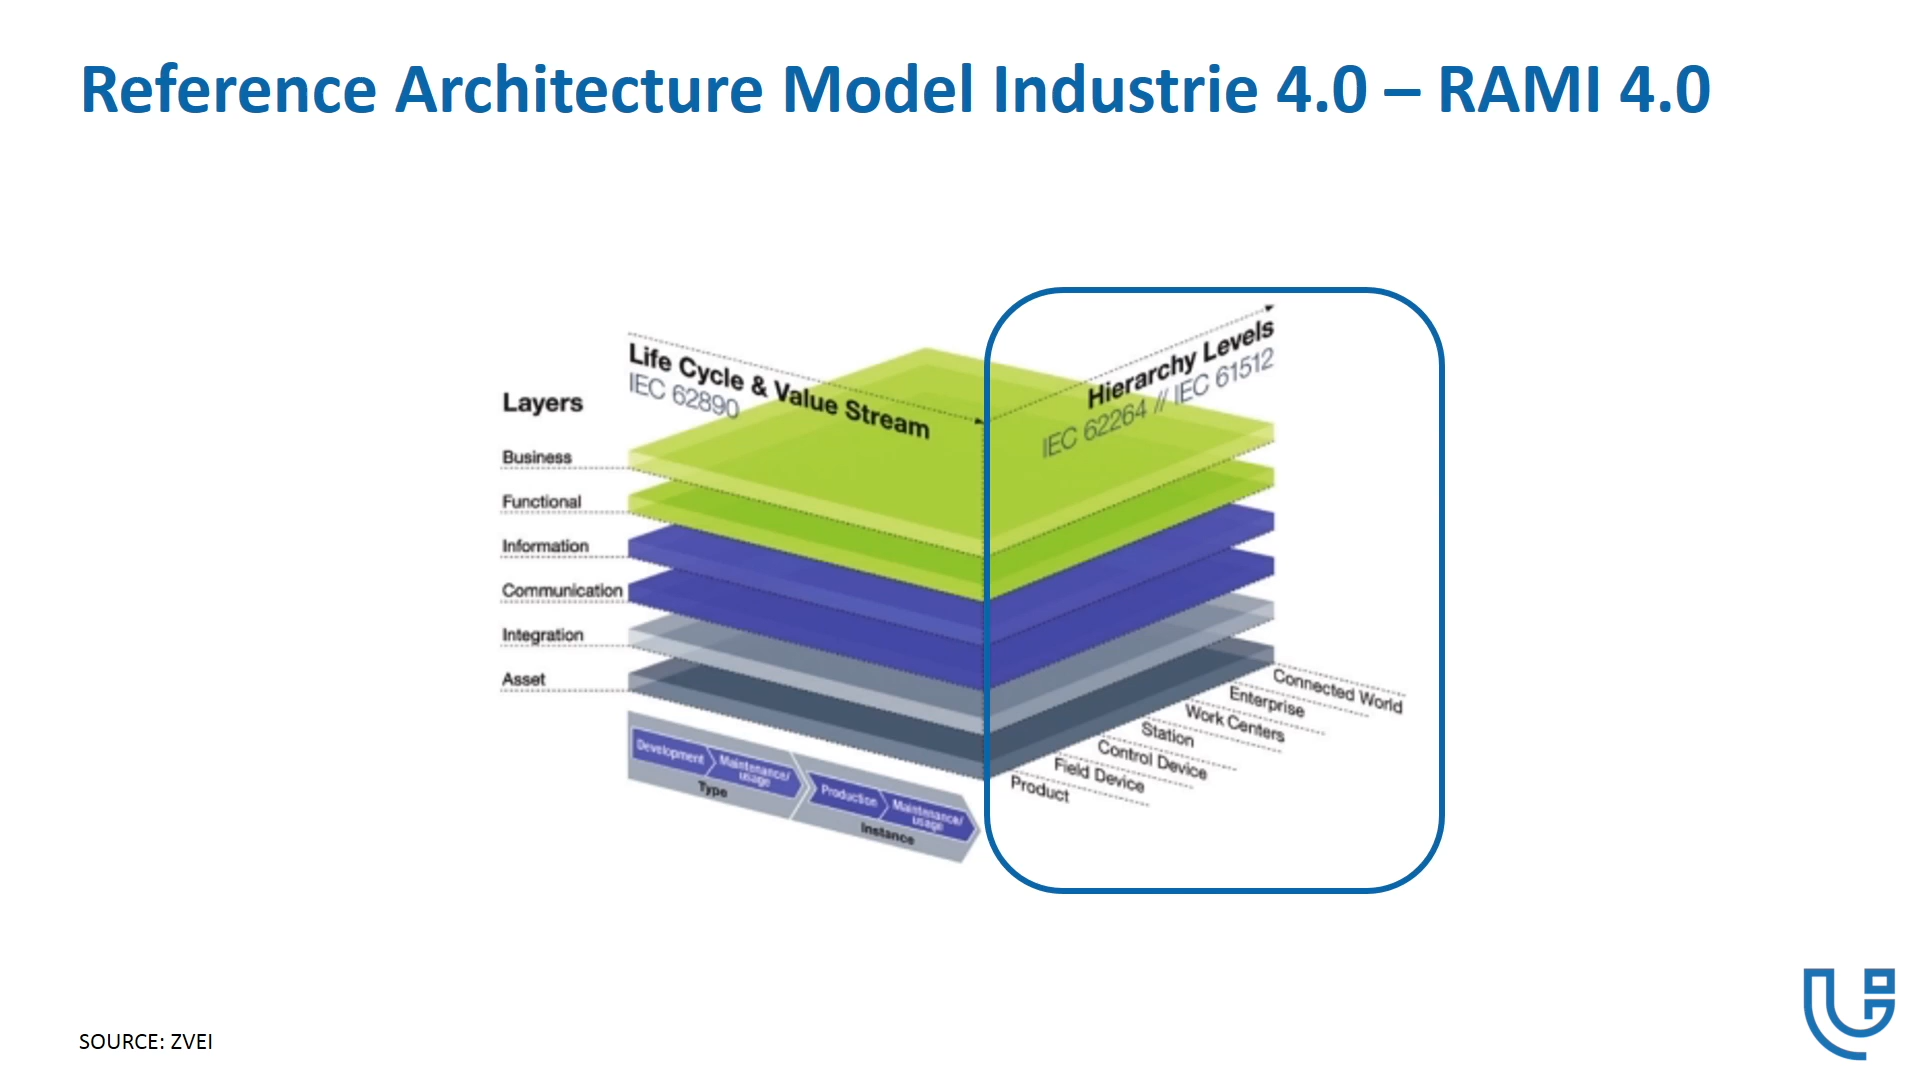 Reference Architecture Model Industrie 4.0 – RAMI 4.0
Life Cycle & Value Stream
IEC 62890
Hierarchy Levels
IEC 62264 // IEC 61512
Layers
Business
Functional
Information
Communication
Integration
Asset
Development
Maintenance/
usage
Type
Production
Maintenance/
usage
Instance
Connected World
Enterprise
Work Centers
Station
Control Device
Field Device
Product
SOURCE: ZVEI